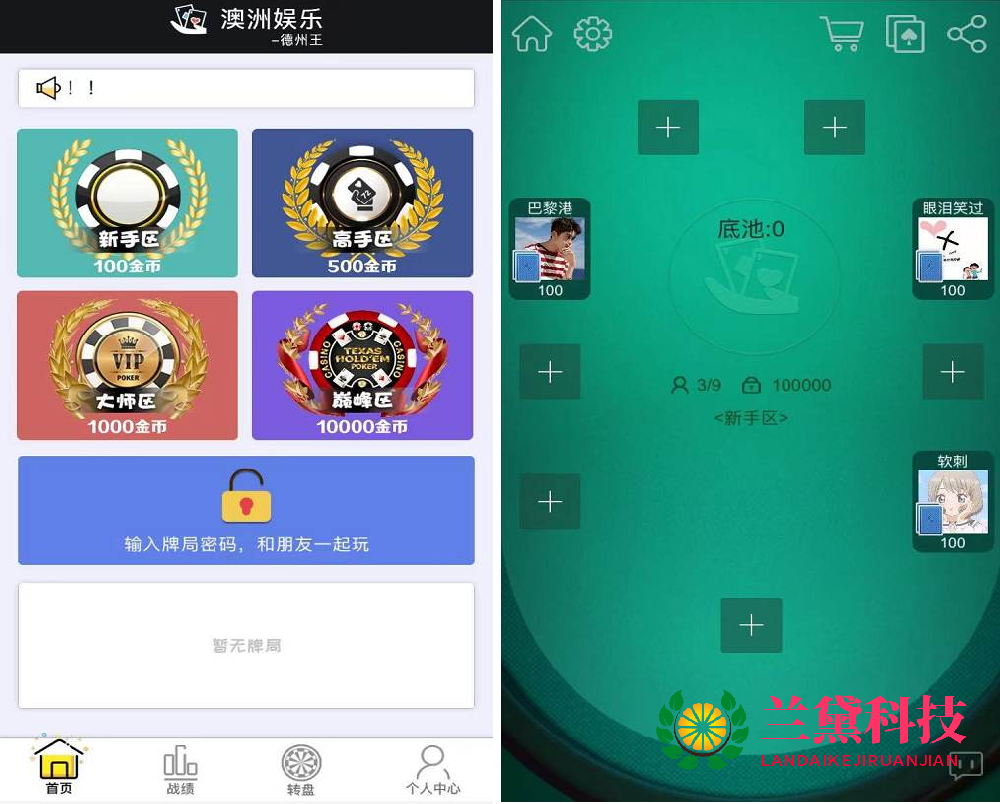 澳洲娱乐
-德州王
！！
新手区
100金币
高手区
500金币
VIP
POKER
大师区
1000金币
CASINO
TEXAS
HOLD'EM
POKER
CASINO
巅峰区
10000金币
输入牌局密码，和朋友一起玩
暂无牌局
首页
战绩
转盘
个人中心
巴黎港
100
底池:0
眼泪笑过
100
3/9
100000
<新手区>
软刺
100
兰黛科技
LANDAIKEJIRUANJIAN